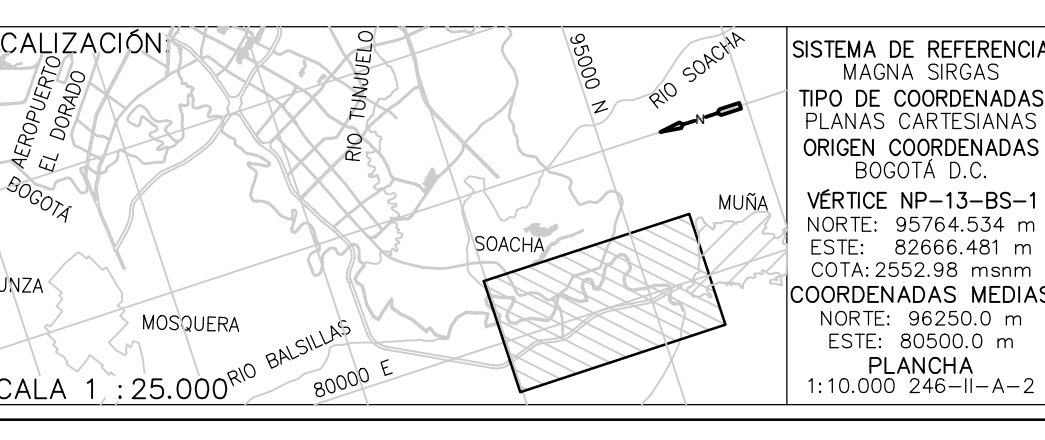 CALIZACIÓN:
AEROPUERTO
EL DORADO
BOGOTÁ
RIO TUNJUELO
95000 N
RIO SOACHA
N
MUÑA
SOACHA
UNZA
MOSQUERA
RIO BALSILLAS
80000 E
CALA 1 : 25.000
SISTEMA DE REFERENCIA
MAGNA SIRGAS
TIPO DE COORDENADAS
PLANAS CARTESIANAS
ORIGEN COORDENADAS
BOGOTÁ D.C.
VÉRTICE NP-13-BS-1
NORTE: 95764.534 m
ESTE: 82666.481 m
COTA: 2552.98 msnm
COORDENADAS MEDIAS
NORTE: 96250.0 m
ESTE: 80500.0 m
PLANCHA
1:10.000 246-II-A-2